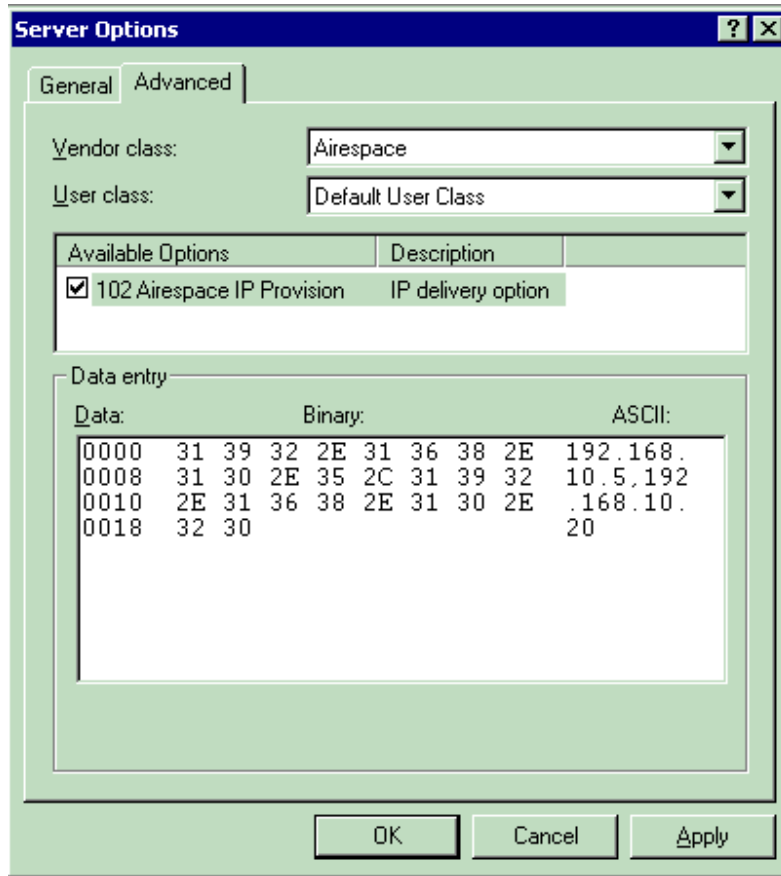 Server Options
General Advanced
Vendor class: Airespace
User class: Default User Class
Available Options Description
102 Airespace IP Provision IP delivery option
Data entry
Data: Binary: ASCII:
0000 31 39 32 2E 31 36 38 2E 192.168.
0008 31 30 2E 35 2C 31 39 32 10.5,192
0010 2E 31 36 38 2E 31 30 2E .168.10.
0018 32 30 20
OK Cancel Apply